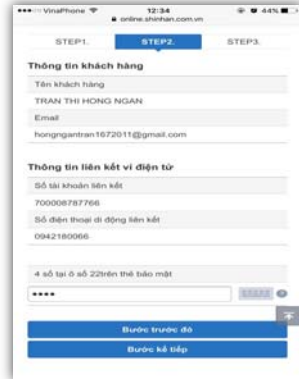 VinaPhone 12:34 44%
online.shinhan.com.vn
STEP1. STEP2. STEP3.
Thông tin khách hàng
Tên khách hàng
TRAN THI HONG NGAN
Email
hongngantran1672011@gmail.com
Thông tin liên kết ví điện tử
Số tài khoản liên kết
700008787766
Số điện thoại di động liên kết
0942180066
4 số tại ô số 22trên thẻ bảo mật
••••
Bước trước đó
Bước kế tiếp